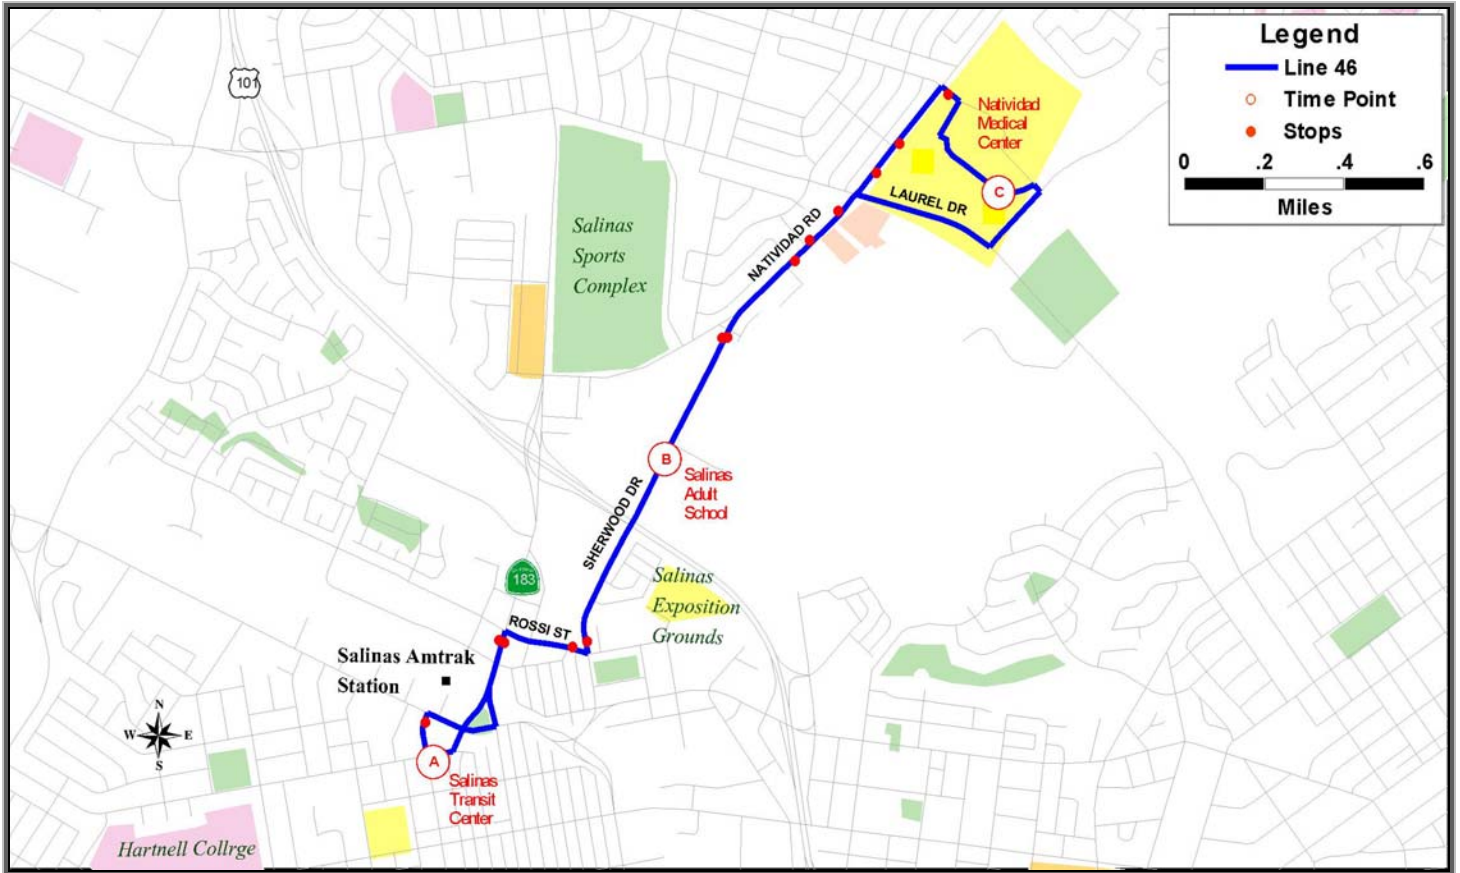 101
Legend
Line 46
Time Point
Stops
0 .2 .4 .6
Miles
Natividad
Medical
Center
C
LAUREL DR
NATIVIDAD RD
Salinas
Sports
Complex
B
Salinas
Adult
School
SHERWOOD DR
183
Salinas
Exposition
Grounds
ROSSI ST
Salinas Amtrak
Station
N
W E
S
A
Salinas
Transit
Center
Hartnell Collrge